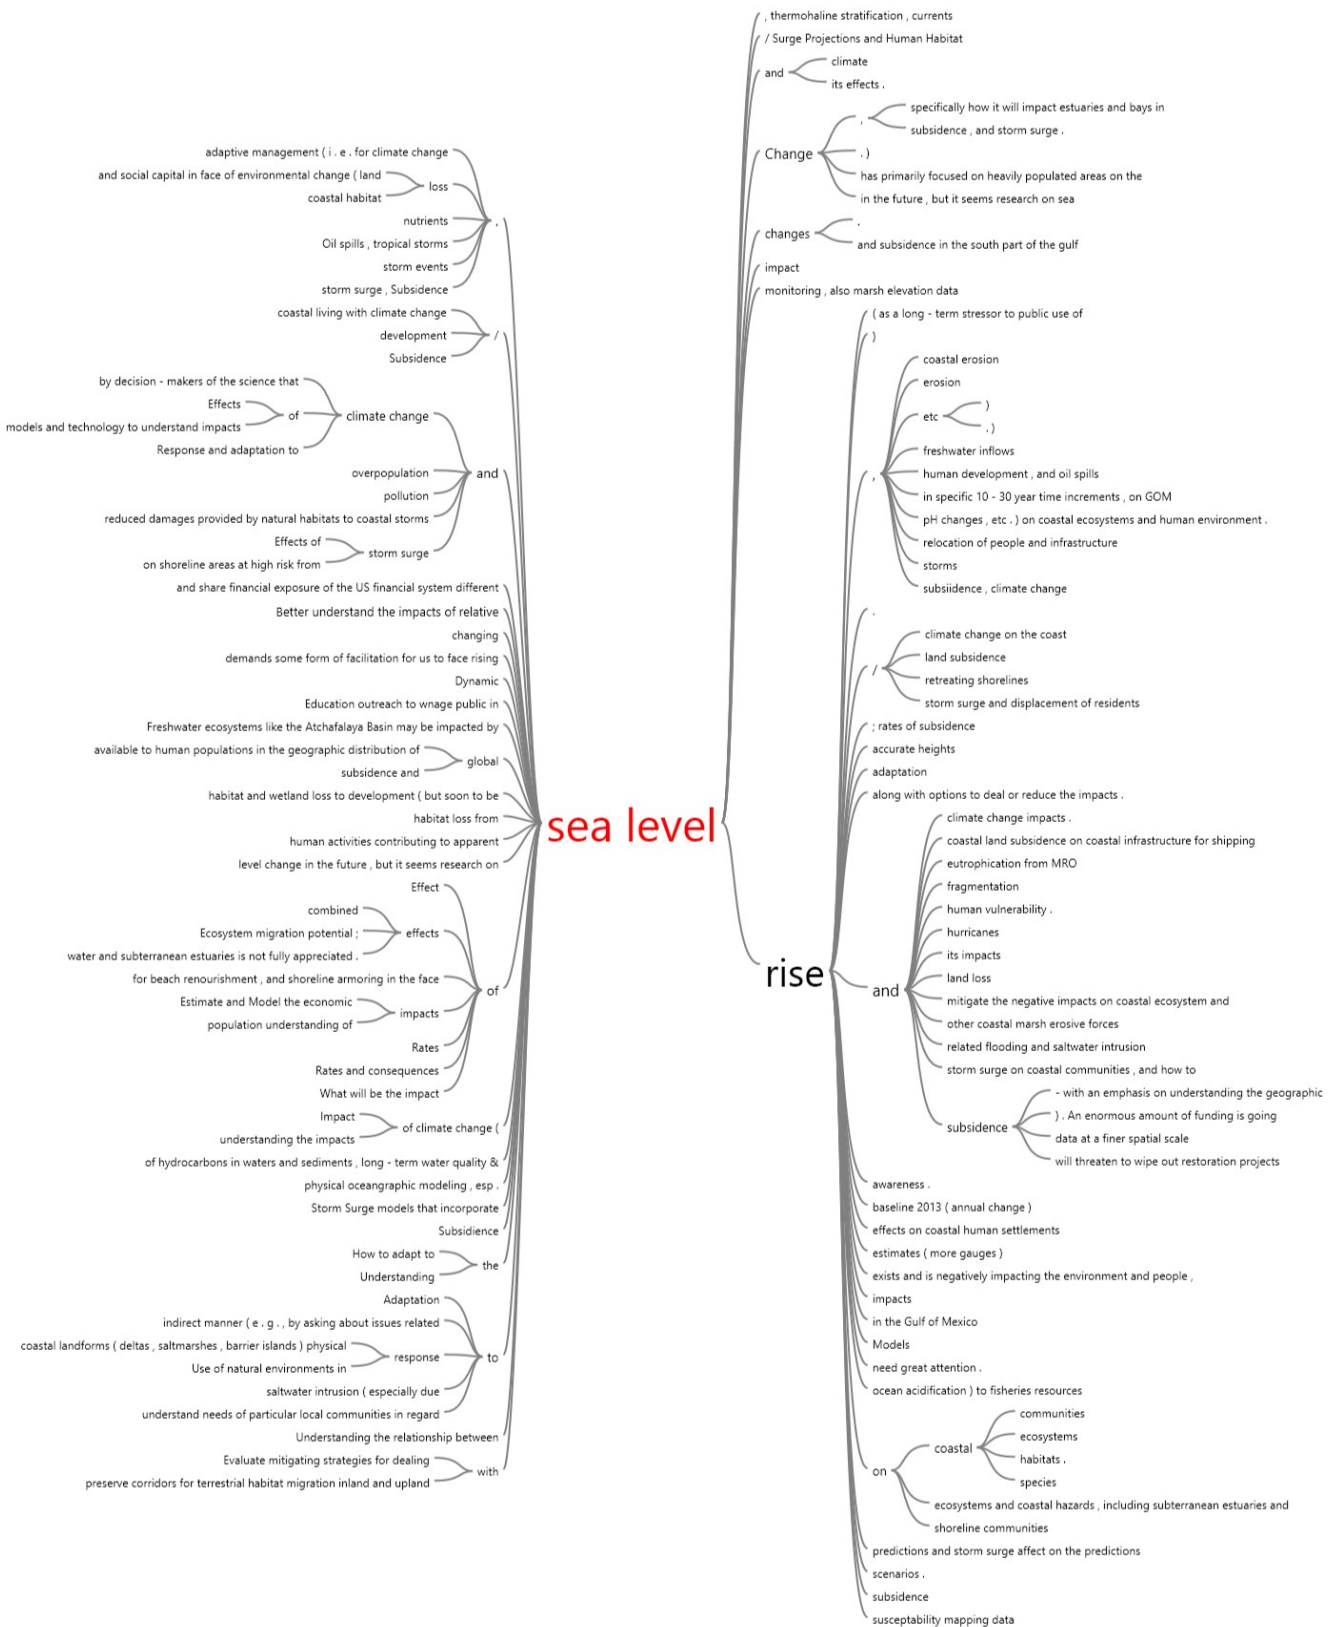 adaptive management ( i . e . for climate change
and social capital in face of environmental change ( land
coastal habitat
loss
nutrients
Oil spills , tropical storms
storm events
storm surge , Subsidence
,
coastal living with climate change
development
Subsidence
/
by decision - makers of the science that
Effects
models and technology to understand impacts
of
Response and adaptation to
climate change
overpopulation
pollution
reduced damages provided by natural habitats to coastal storms
Effects of
on shoreline areas at high risk from
storm surge
and
and share financial exposure of the US financial system different
Better understand the impacts of relative
changing
demands some form of facilitation for us to face rising
Dynamic
Education outreach to wnage public in
Freshwater ecosystems like the Atchafalaya Basin may be impacted by
available to human populations in the geographic distribution of
subsidence and
global
habitat and wetland loss to development ( but soon to be
habitat loss from
human activities contributing to apparent
level change in the future , but it seems research on
Effect
combined
Ecosystem migration potential ;
water and subterranean estuaries is not fully appreciated .
effects
for beach renourishment , and shoreline armoring in the face
Estimate and Model the economic
population understanding of
impacts
Rates
Rates and consequences
What will be the impact
of
Impact
understanding the impacts
of climate change (
of hydrocarbons in waters and sediments , long - term water quality &
physical oceangraphic modeling , esp .
Storm Surge models that incorporate
Subsidience
How to adapt to
Understanding
the
Adaptation
indirect manner ( e . g . , by asking about issues related
coastal landforms ( deltas , saltmarshes , barrier islands ) physical
Use of natural environments in
response
saltwater intrusion ( especially due
understand needs of particular local communities in regard
to
Understanding the relationship between
Evaluate mitigating strategies for dealing
preserve corridors for terrestrial habitat migration inland and upland
with
sea level
, thermohaline stratification , currents
/ Surge Projections and Human Habitat
and
climate
its effects .
Change
,
specifically how it will impact estuaries and bays in
subsidence , and storm surge .
. )
has primarily focused on heavily populated areas on the
in the future , but it seems research on sea
changes
.
and subsidence in the south part of the gulf
impact
monitoring , also marsh elevation data
rise
( as a long - term stressor to public use of
)
,
coastal erosion
erosion
etc
)
. )
freshwater inflows
human development , and oil spills
in specific 10 - 30 year time increments , on GOM
pH changes , etc . ) on coastal ecosystems and human environment .
relocation of people and infrastructure
storms
subsiidence , climate change
.
/
climate change on the coast
land subsidence
retreating shorelines
storm surge and displacement of residents
; rates of subsidence
accurate heights
adaptation
along with options to deal or reduce the impacts .
and
climate change impacts .
coastal land subsidence on coastal infrastructure for shipping
eutrophication from MRO
fragmentation
human vulnerability .
hurricanes
its impacts
land loss
mitigate the negative impacts on coastal ecosystem and
other coastal marsh erosive forces
related flooding and saltwater intrusion
storm surge on coastal communities , and how to
subsidence
- with an emphasis on understanding the geographic
) . An enormous amount of funding is going
data at a finer spatial scale
will threaten to wipe out restoration projects
awareness .
baseline 2013 ( annual change )
effects on coastal human settlements
estimates ( more gauges )
exists and is negatively impacting the environment and people ,
impacts
in the Gulf of Mexico
Models
need great attention .
ocean acidification ) to fisheries resources
on
coastal
communities
ecosystems
habitats .
species
ecosystems and coastal hazards , including subterranean estuaries and
shoreline communities
predictions and storm surge affect on the predictions
scenarios .
subsidence
susceptability mapping data